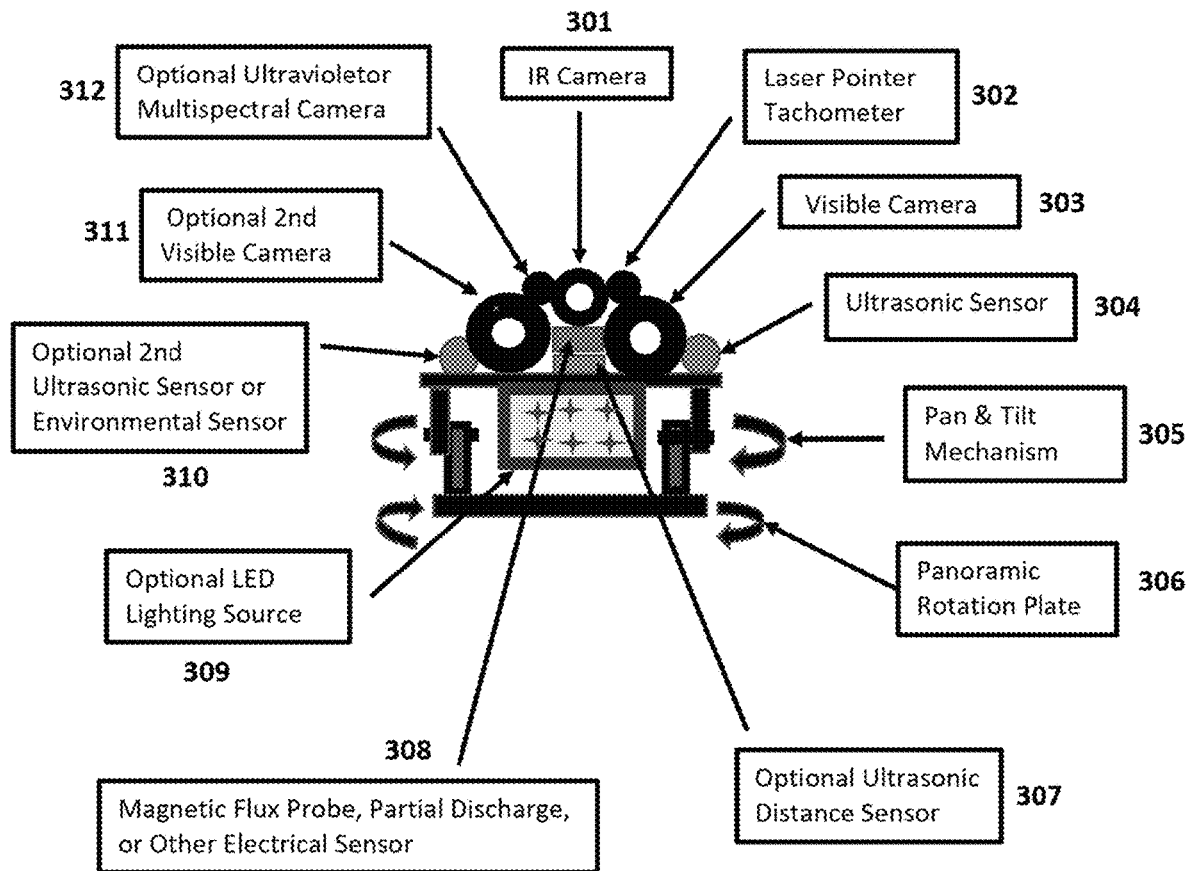 301
IR Camera
312
Optional Ultravioletor
Multispectral Camera
Laser Pointer
Tachometer
302
311
Optional 2nd
Visible Camera
Visible Camera
303
Optional 2nd
Ultrasonic Sensor or
Environmental Sensor
310
Ultrasonic Sensor
304
Pan & Tilt
Mechanism
305
Optional LED
Lighting Source
309
Panoramic
Rotation Plate
306
308
Magnetic Flux Probe, Partial Discharge,
or Other Electrical Sensor
Optional Ultrasonic
Distance Sensor
307